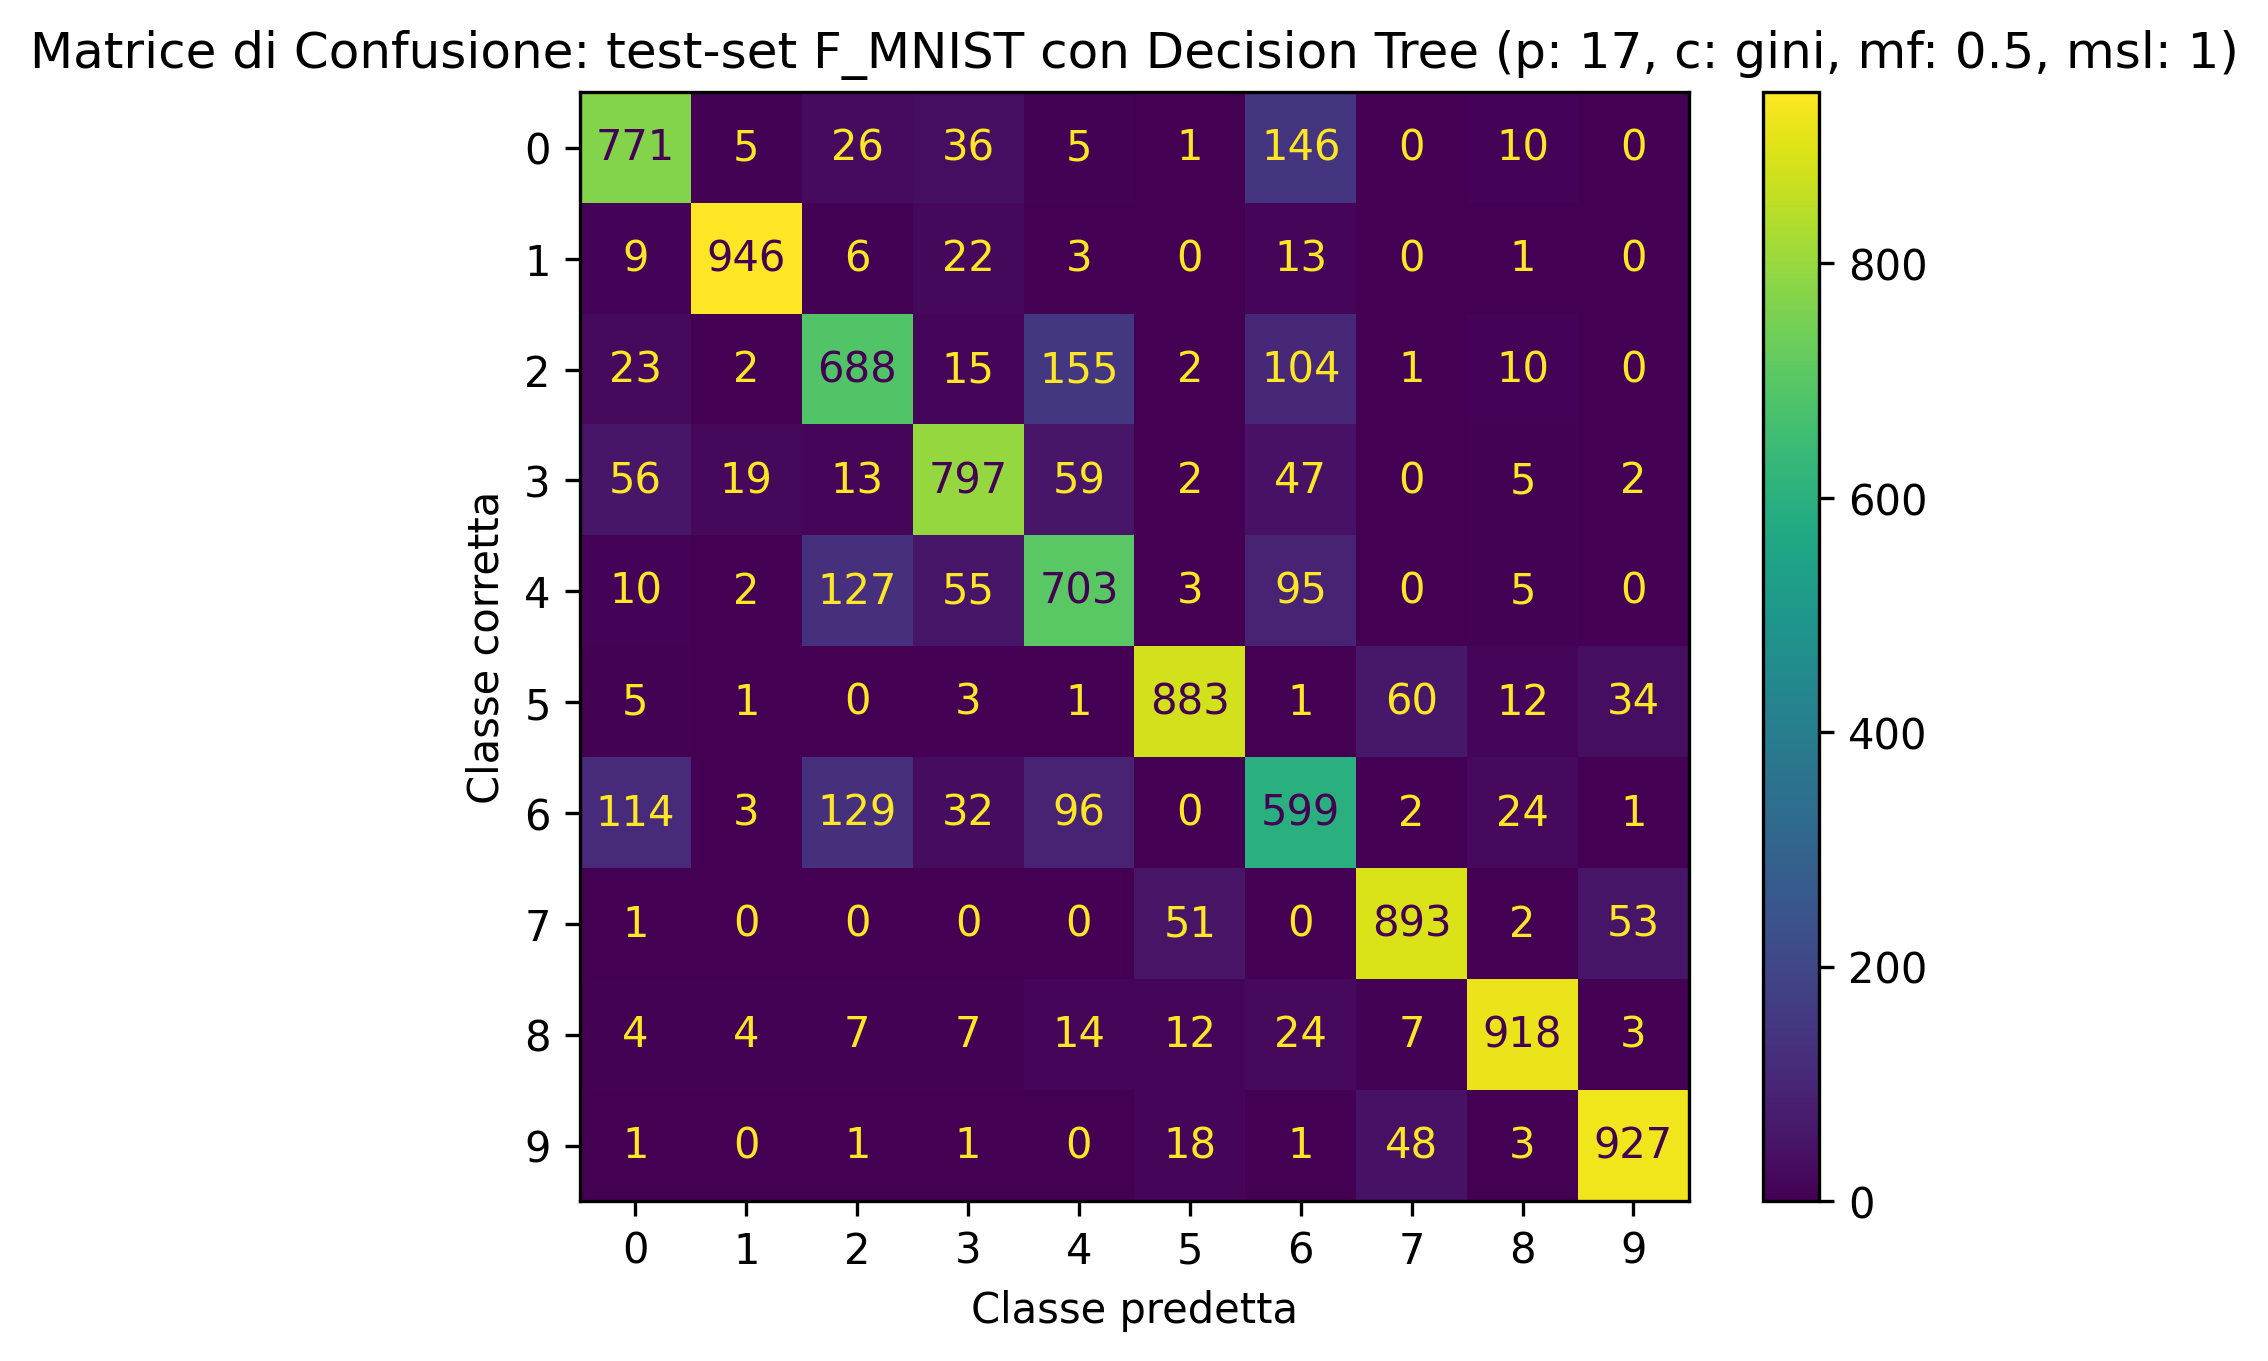 Matrice di Confusione: test-set F_MNIST con Decision Tree (p: 17, c: gini, mf: 0.5, msl: 1)
0 771 5 26 36 5 1 146 0 10 0
1 9 946 6 22 3 0 13 0 1 0
2 23 2 688 15 155 2 104 1 10 0
3 56 19 13 797 59 2 47 0 5 2
4 10 2 127 55 703 3 95 0 5 0
5 5 1 0 3 1 883 1 60 12 34
6 114 3 129 32 96 0 599 2 24 1
7 1 0 0 0 0 51 0 893 2 53
8 4 4 7 7 14 12 24 7 918 3
9 1 0 1 1 0 18 1 48 3 927
0 1 2 3 4 5 6 7 8 9
Classe predetta
Classe corretta
800
600
400
200
0